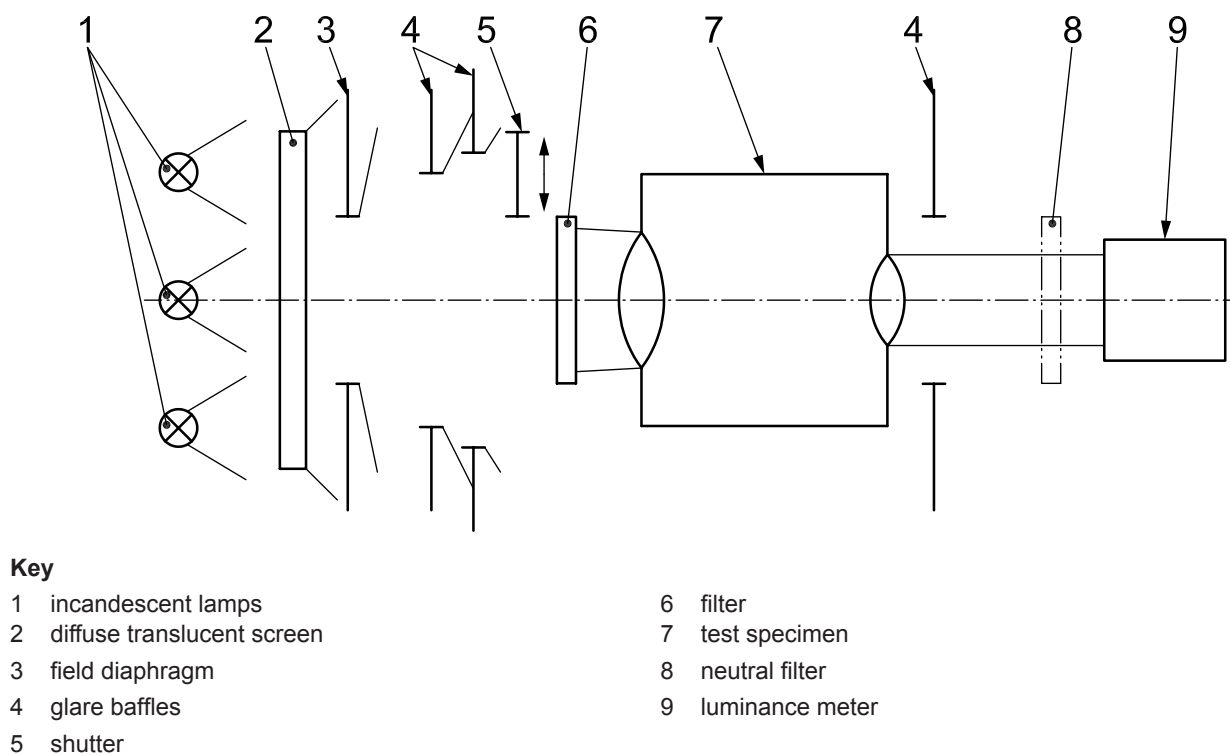 1 2 3 4 5 6 7 4 8 9
Key
1 incandescent lamps
2 diffuse translucent screen
3 field diaphragm
4 glare baffles
5 shutter
6 filter
7 test specimen
8 neutral filter
9 luminance meter